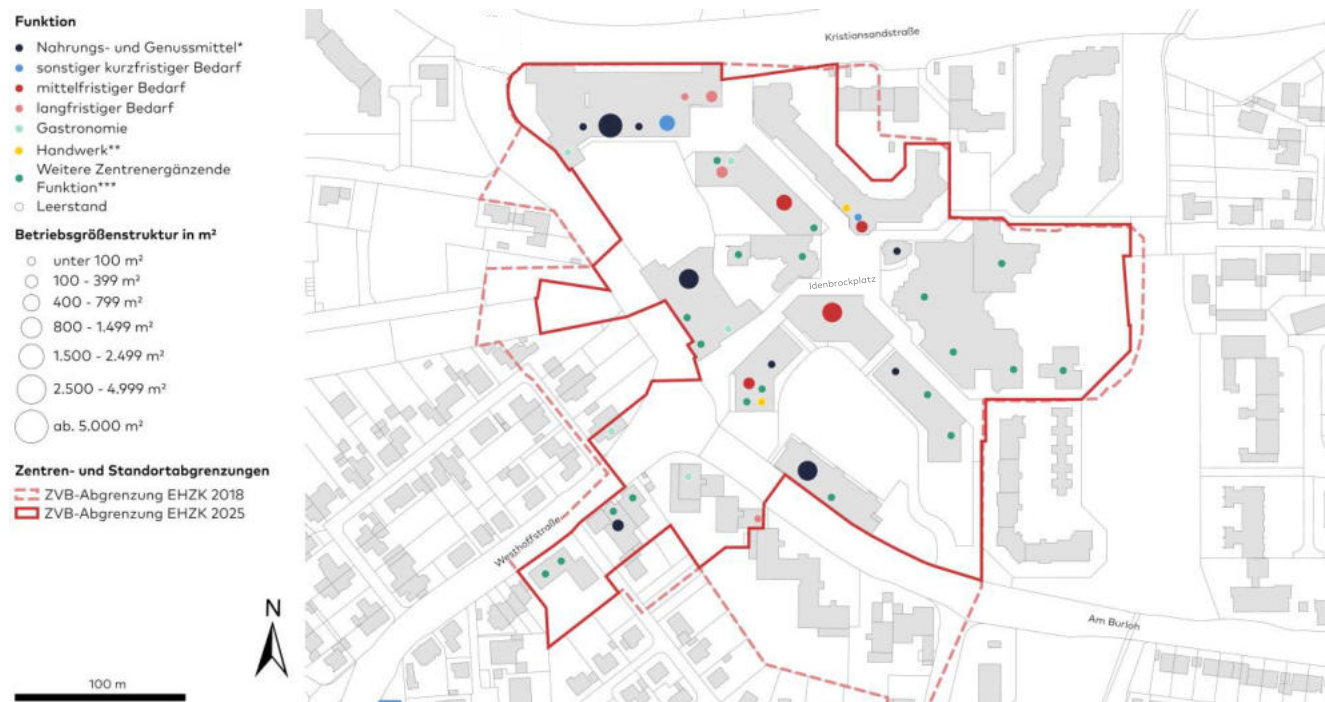 Funktion
Nahrungs- und Genussmittel*
sonstiger kurzfristiger Bedarf
mittelfristiger Bedarf
langfristiger Bedarf
Gastronomie
Handwerk**
Weitere Zentrenergänzende
Funktion***
Leerstand
Betriebsgrößenstruktur in m²
unter 100 m²
100 - 399 m²
400 - 799 m²
800 - 1.499 m²
1.500 - 2.499 m²
2.500 - 4.999 m²
ab. 5.000 m²
Zentren- und Standortabgrenzungen
ZVB-Abgrenzung EHZK 2018
ZVB-Abgrenzung EHZK 2025
N
100 m
Kristiansandstraße
Idenbrockplatz
Westhoffstraße
Am Burloh